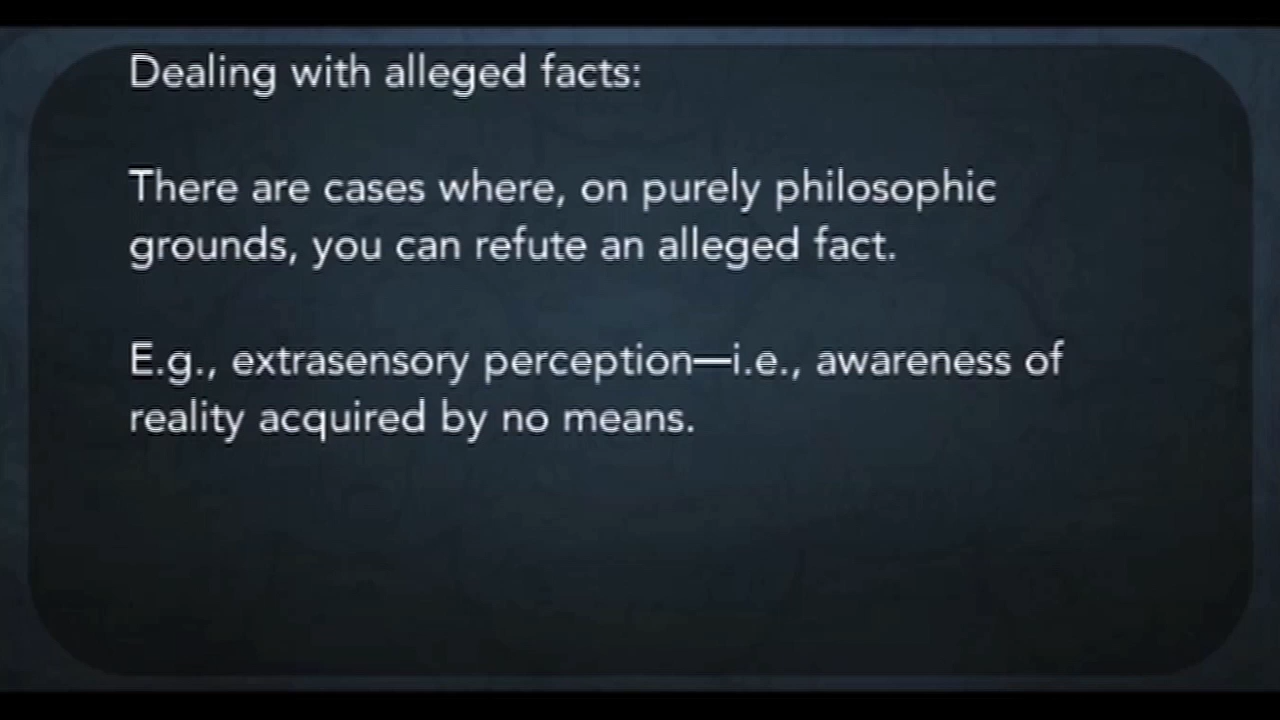 Dealing with alleged facts:
There are cases where, on purely philosophic
grounds, you can refute an alleged fact.
E.g., extrasensory perception—i.e., awareness of
reality acquired by no means.